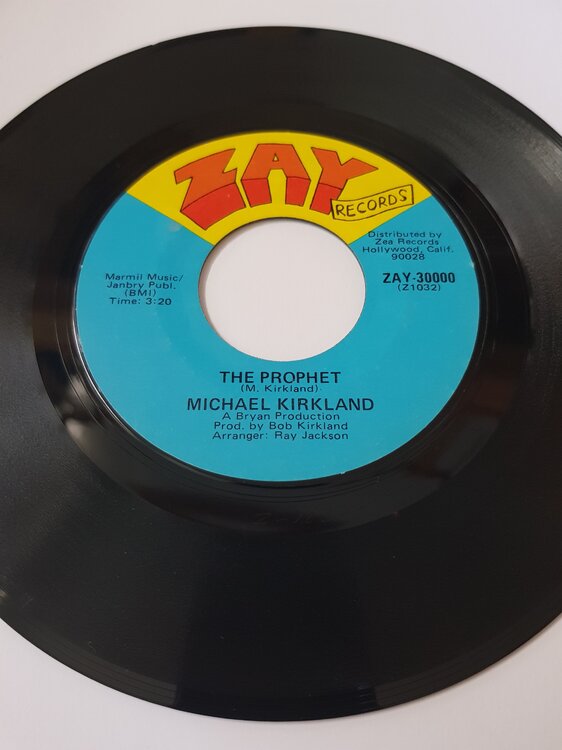 ZAY
RECORDS
Distributed by
Zea Records
Hollywood, Calif.
90028
Marmil Music/
Janbry Publ.
(BMI)
Time: 3:20
ZAY-30000
(Z1032)
THE PROPHET
(M. Kirkland)
MICHAEL KIRKLAND
A Bryan Production
Prod. by Bob Kirkland
Arranger: Ray Jackson